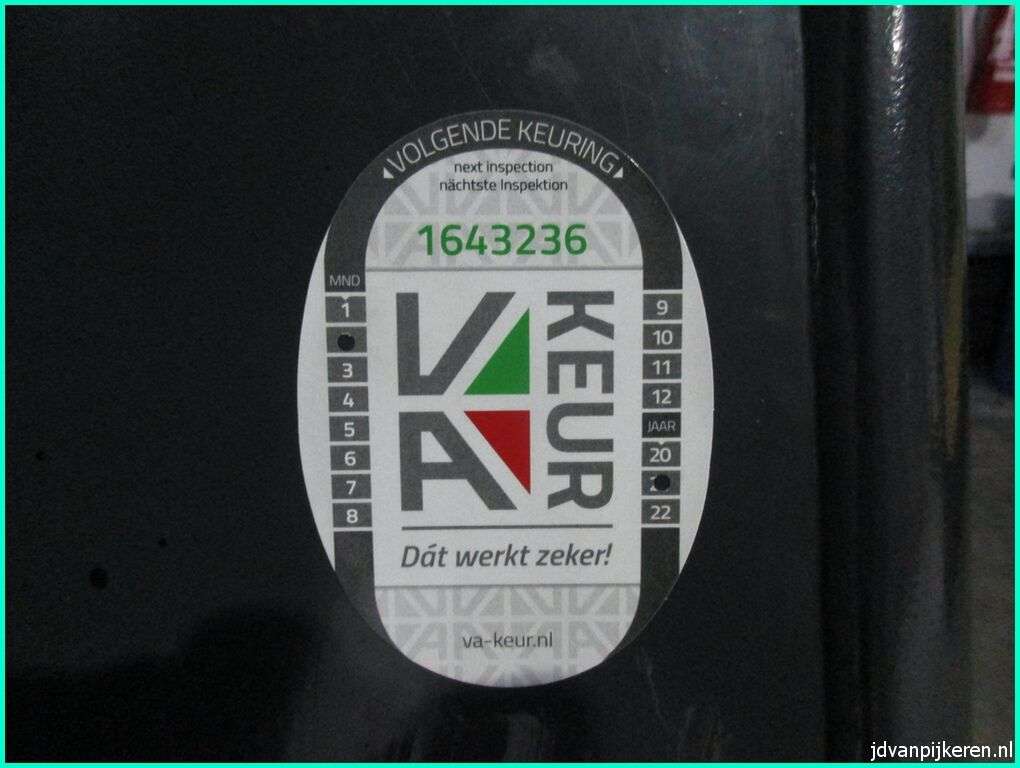 VOLGENDE KEURING
next inspection
nächtste Inspektion
1643236
MND
1
3
4
5
6
7
8
VA
KEUR
9
10
11
12
JAAR
20
22
Dát werkt zeker!
va-keur.nl
jdvanpijkeren.nl